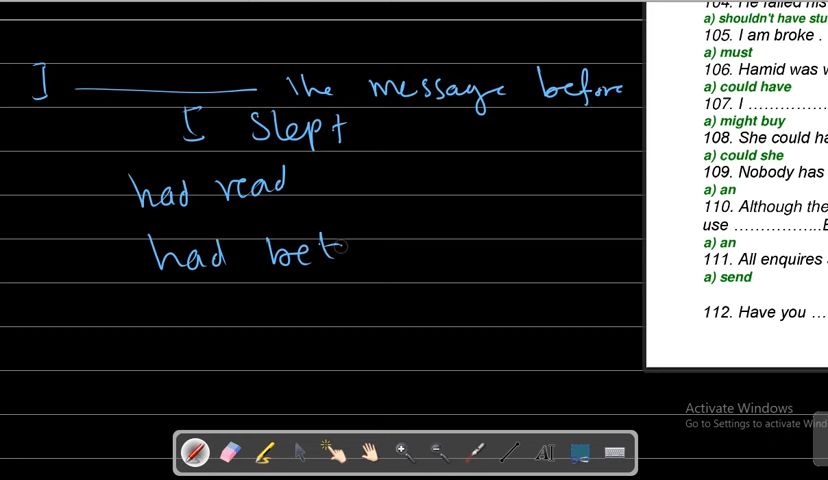 I ________ the message before
I slept
had read
had bet
104. He failed his
a) shouldn't have stu
105. I am broke .
a) must
106. Hamid was w
a) could have
107. I ……………
a) might buy
108. She could ha
a) could she
109. Nobody has
a) an
110. Although the
use ……………..E
a) an
111. All enquires
a) send
112. Have you ….
Activate Windows
Go to Settings to activate Wind
AI